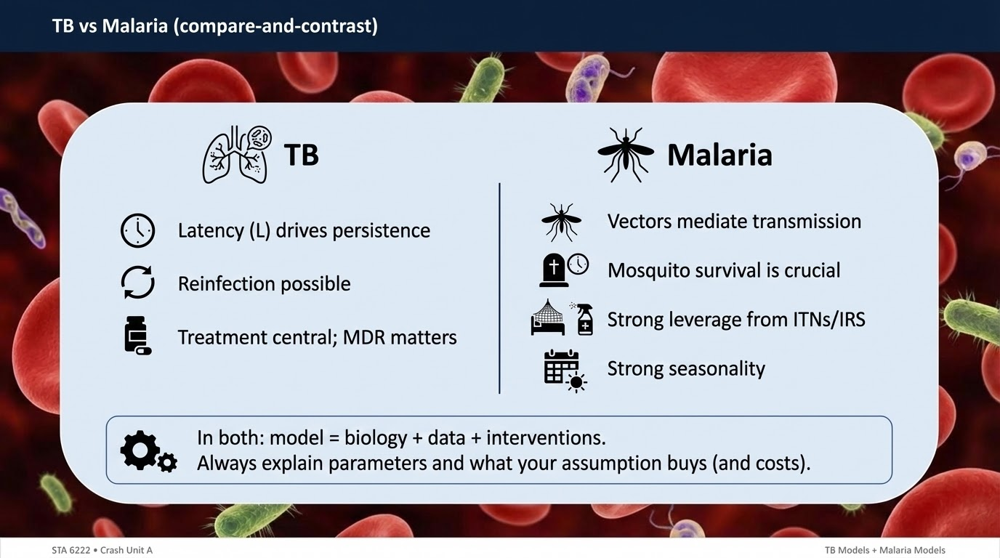 TB vs Malaria (compare-and-contrast)
TB
Latency (L) drives persistence
Reinfection possible
Treatment central; MDR matters
Malaria
Vectors mediate transmission
Mosquito survival is crucial
Strong leverage from ITNs/IRS
Strong seasonality
In both: model = biology + data + interventions.
Always explain parameters and what your assumption buys (and costs).
STA 6222 • Crash Unit A
TB Models + Malaria Models